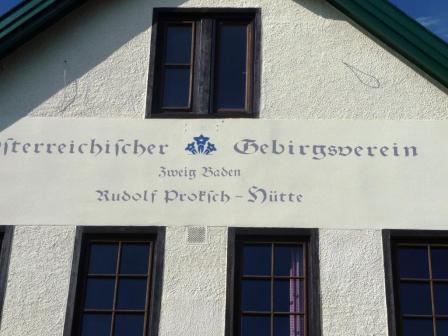 sterreichiſcher Gebirgsverein
Zweig Baden
Rudolf Prokſch - Hütte